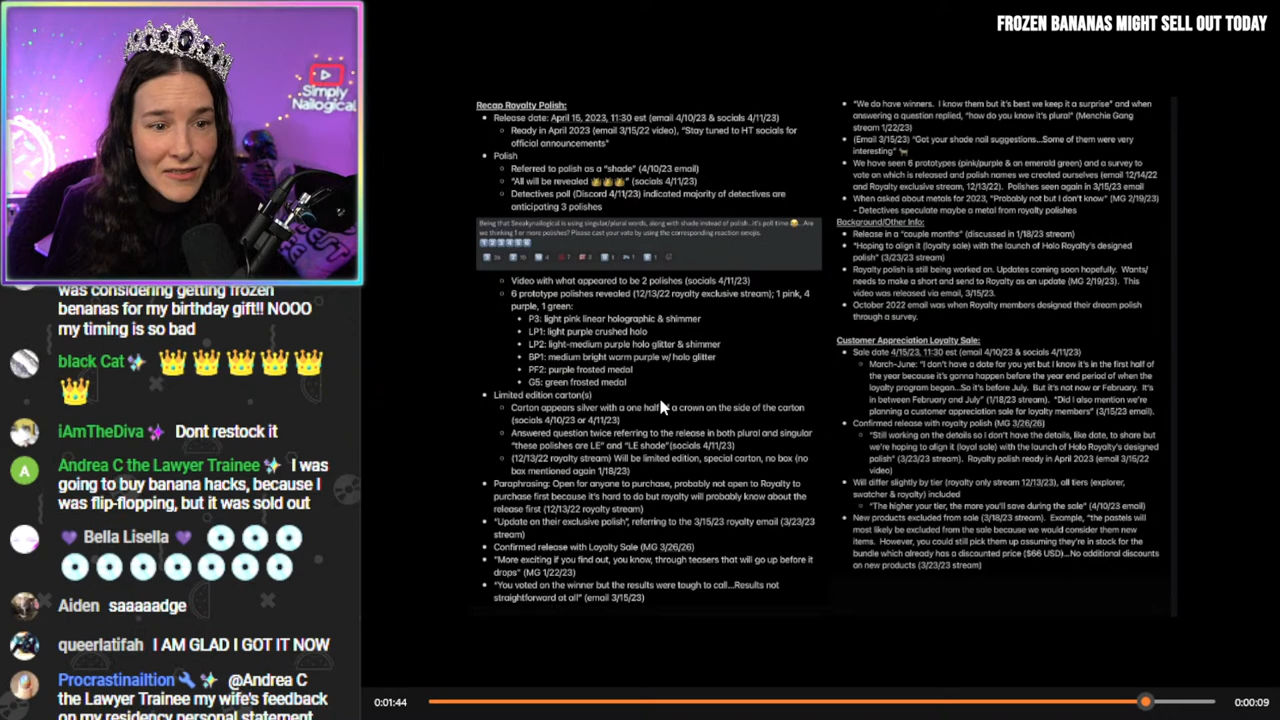 FROZEN BANANAS MIGHT SELL OUT TODAY
Simply
Nailogical
was considering getting frozen
benanas for my birthday gift!! NOOO
my timing is so bad
black Cat
iAmTheDiva Dont restock it
Andrea C the Lawyer Trainee I was
going to buy banana hacks, because I
was flip-flopping, but it was sold out
Bella Lisella
Aiden saaaaadge
queerlatifah I AM GLAD I GOT IT NOW
Procrastinailtion @Andrea C
the Lawyer Trainee my wife's feedback
on my residency personal statement
Recap Royalty Polish:
• Release date: April 15, 2023, 11:30 est (email 4/10/23 & socials 4/11/23)
○ Ready in April 2023 (email 3/15/22 video), "Stay tuned to HT socials for
official announcements"
• Polish
○ Referred to polish as a "shade" (4/10/23 email)
○ "All will be revealed 👑👑👑" (socials 4/11/23)
○ Detectives poll (Discord 4/11/23) indicated majority of detectives are
anticipating 3 polishes
Being that Sneakynailogical is using singular/plural words, along with shade instead of polish...it's poll time 😂...Are
we thinking 1 or more polishes? Please cast your vote by using the corresponding reaction emojis.
○ Video with what appeared to be 2 polishes (socials 4/11/23)
○ 6 prototype polishes revealed (12/13/22 royalty exclusive stream); 1 pink, 4
purple, 1 green:
• P3: light pink linear holographic & shimmer
• LP1: light purple crushed holo
• LP2: light-medium purple holo glitter & shimmer
• BP1: medium bright warm purple w/ holo glitter
• PF2: purple frosted medal
• G5: green frosted medal
• Limited edition carton(s)
○ Carton appears silver with a one half a crown on the side of the carton
(socials 4/10/23 or 4/11/23)
○ Answered question twice referring to the release in both plural and singular
"these polishes are LE" and "LE shade"(socials 4/11/23)
○ (12/13/22 royalty stream) Will be limited edition, special carton, no box (no
box mentioned again 1/18/23)
• Paraphrasing: Open for anyone to purchase, probably not open to Royalty to
purchase first because it's hard to do but royalty will probably know about the
release first (12/13/22 royalty stream)
• "Update on their exclusive polish", referring to the 3/15/23 royalty email (3/23/23
stream)
• Confirmed release with Loyalty Sale (MG 3/26/26)
• "More exciting if you find out, you know, through teasers that will go up before it
drops" (MG 1/22/23)
• "You voted on the winner but the results were tough to call...Results not
straightforward at all" (email 3/15/23)
• "We do have winners. I know them but it's best we keep it a surprise" and when
answering a question replied, "how do you know it's plural" (Menchie Gang
stream 1/22/23)
• (Email 3/15/23) "Got your shade nail suggestions...Some of them were very
interesting"
• We have seen 6 prototypes (pink/purple & an emerald green) and a survey to
vote on which is released and polish names we created ourselves (email 12/14/22
and Royalty exclusive stream, 12/13/22). Polishes seen again in 3/15/23 email
• When asked about metals for 2023, "Probably not but I don't know" (MG 2/19/23)
- Detectives speculate maybe a metal from royalty polishes
Background/Other Info:
• Release in a "couple months" (discussed in 1/18/23 stream)
• "Hoping to align it (loyalty sale) with the launch of Holo Royalty's designed
polish" (3/23/23 stream)
• Royalty polish is still being worked on. Updates coming soon hopefully. Wants/
needs to make a short and send to Royalty as an update (MG 2/19/23). This
video was released via email, 3/15/23.
• October 2022 email was when Royalty members designed their dream polish
through a survey.
Customer Appreciation Loyalty Sale:
• Sale date 4/15/23, 11:30 est (email 4/10/23 & socials 4/11/23)
○ March-June: "I don't have a date for you yet but I know it's in the first half of
the year because it's gonna happen before the year end period of when the
loyalty program began...So it's before July. But it's not now or February. It's
in between February and July" (1/18/23 stream). "Did I also mention we're
planning a customer appreciation sale for loyalty members" (3/15/23 email).
• Confirmed release with royalty polish (MG 3/26/26)
○ "Still working on the details so I don't have the details, like date, to share but
we're hoping to align it (loyal sale) with the launch of Holo Royalty's designed
polish" (3/23/23 stream). Royalty polish ready in April 2023 (email 3/15/22
video)
• Will differ slightly by tier (royalty only stream 12/13/23), all tiers (explorer,
swatcher & royalty) included
○ "The higher your tier, the more you'll save during the sale" (4/10/23 email)
• New products excluded from sale (3/18/23 stream). Example, "the pastels will
most likely be excluded from the sale because we would consider them new
items. However, you could still pick them up assuming they're in stock for the
bundle which already has a discounted price ($66 USD)...No additional discounts
on new products (3/23/23 stream)
0:01:44
0:00:09